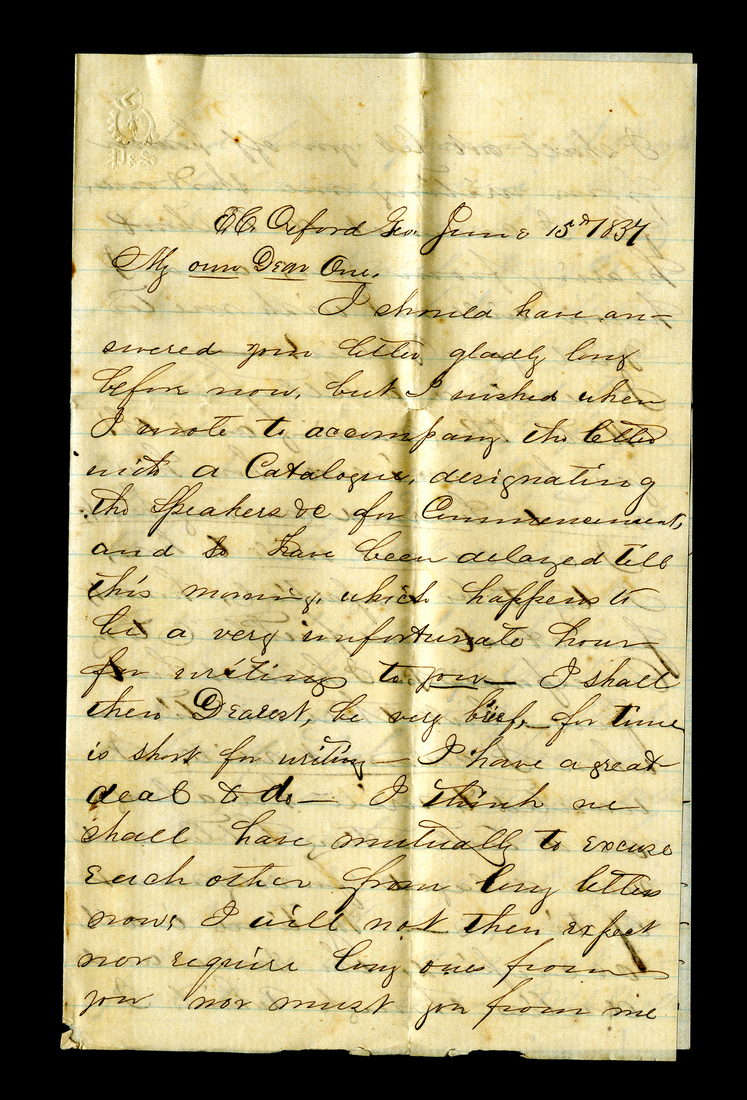 P&S
E C Oxford Geo. June 15th 1857
My own Dear One,
I should have an-
swered your letter gladly long
before now, but I wished when
I wrote to accompany the letter
with a Catalogue, designating
the Speakers &c for Commencement,
and so have been delayed till
this morning, which happens to
be a very unfortunate hour
for writing to you— I shall
then Dearest, be very brief, for time
is short for writing— I have a great
deal to do— I think we
shall have mutually to excuse
each other from long letters
now; I will not then expect
nor require long ones from
you nor must you from me